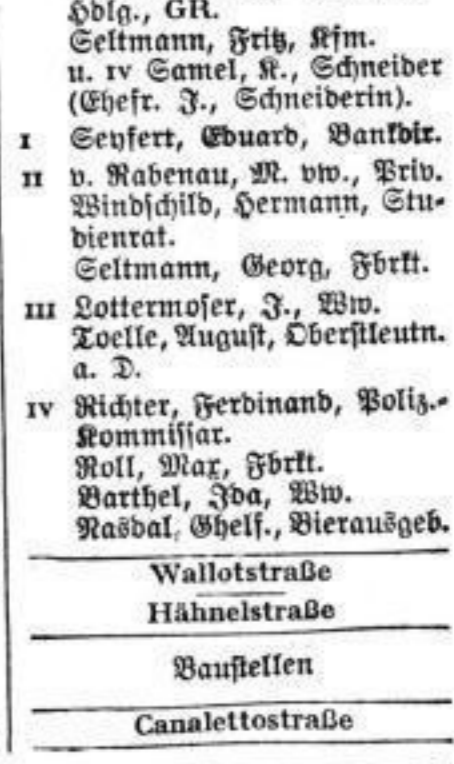 Hdlg., GR.
Seltmann, Fritz, Kfm.
u. IV Samel, K., Schneider
(Ehefr. J., Schneiderin).
I Seyfert, Eduard, Bankdir.
II v. Rabenau, M. vw., Priv.
Windschild, Hermann, Stu-
dienrat.
Seltmann, Georg, Fbrkt.
III Lottermoser, J., Ww.
Toelle, August, Oberstleutn.
a. D.
IV Richter, Ferdinand, Poliz.-
Kommissar.
Roll, Max, Fbrkt.
Barthel, Ida, Ww.
Nasdal, Ghelf., Bierausgeb.
Wallotstraße
Hähnelstraße
Baustellen
Canalettostraße